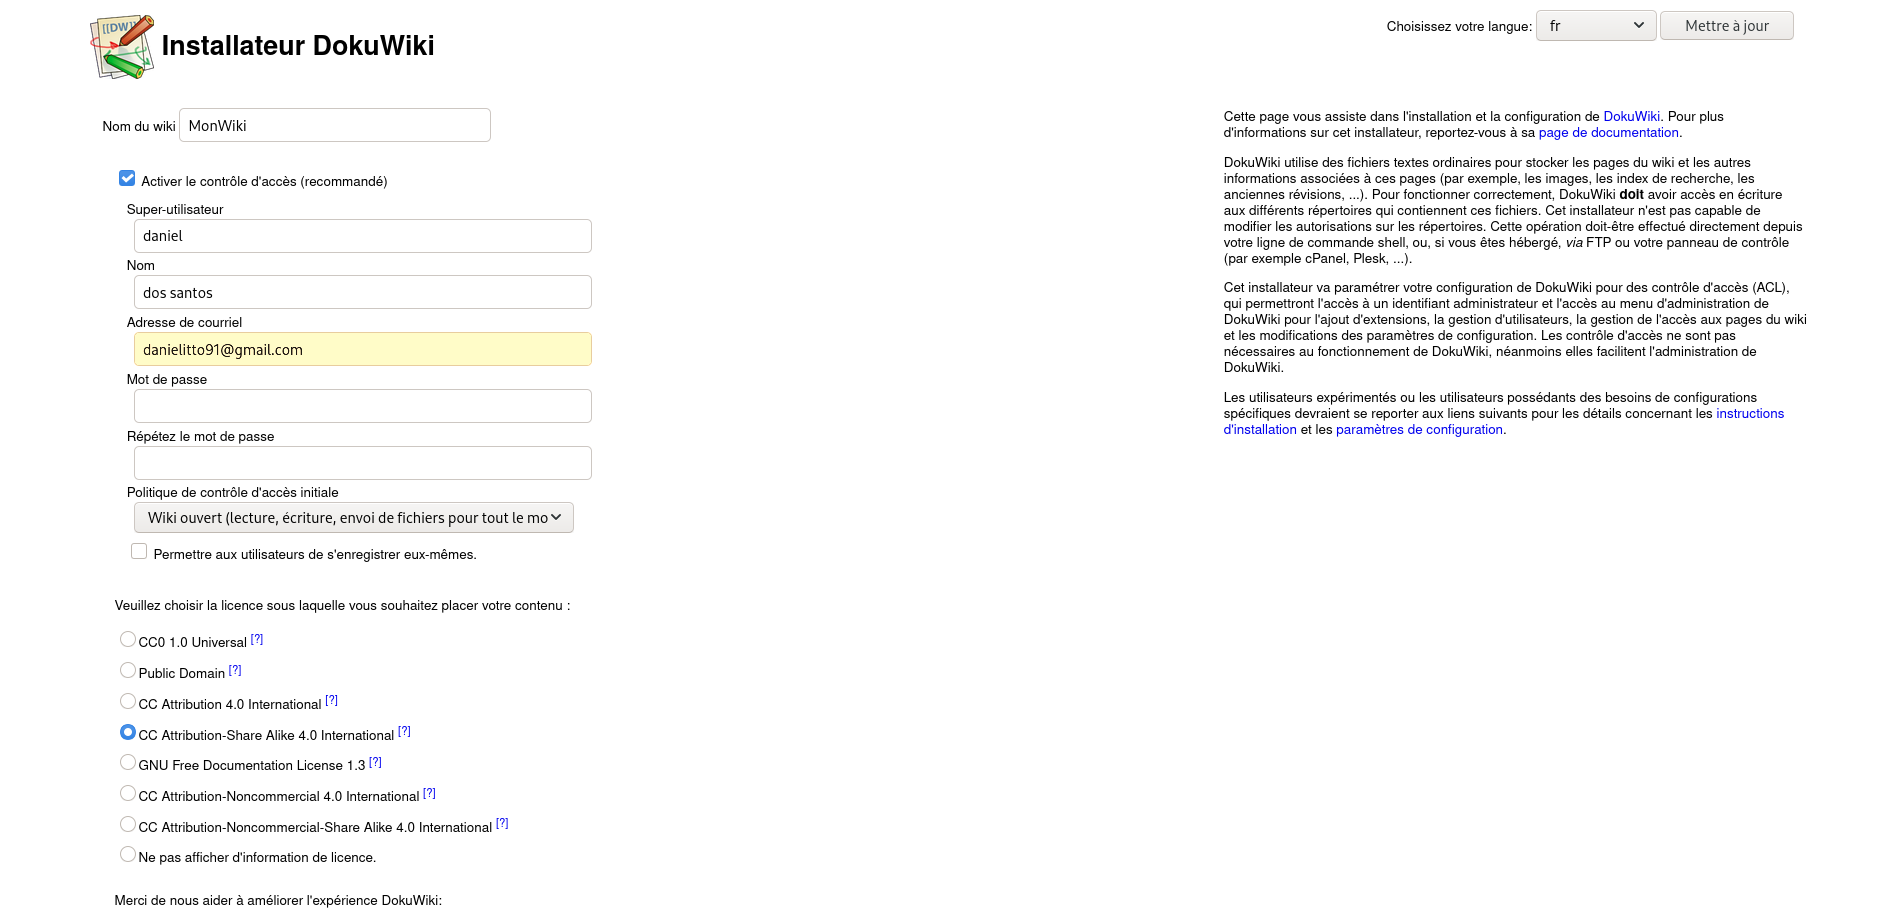 [[DW
Installateur DokuWiki
Choisissez votre langue: fr Mettre à jour
Nom du wiki MonWiki
Activer le contrôle d'accès (recommandé)
Super-utilisateur
daniel
Nom
dos santos
Adresse de courriel
danielitto91@gmail.com
Mot de passe
Répétez le mot de passe
Politique de contrôle d'accès initiale
Wiki ouvert (lecture, écriture, envoi de fichiers pour tout le mo
Permettre aux utilisateurs de s'enregistrer eux-mêmes.
Veuillez choisir la licence sous laquelle vous souhaitez placer votre contenu :
CC0 1.0 Universal [?]
Public Domain [?]
CC Attribution 4.0 International [?]
CC Attribution-Share Alike 4.0 International [?]
GNU Free Documentation License 1.3 [?]
CC Attribution-Noncommercial 4.0 International [?]
CC Attribution-Noncommercial-Share Alike 4.0 International [?]
Ne pas afficher d'information de licence.
Merci de nous aider à améliorer l'expérience DokuWiki:
Cette page vous assiste dans l'installation et la configuration de DokuWiki. Pour plus
d'informations sur cet installateur, reportez-vous à sa page de documentation.
DokuWiki utilise des fichiers textes ordinaires pour stocker les pages du wiki et les autres
informations associées à ces pages (par exemple, les images, les index de recherche, les
anciennes révisions, ...). Pour fonctionner correctement, DokuWiki doit avoir accès en écriture
aux différents répertoires qui contiennent ces fichiers. Cet installateur n'est pas capable de
modifier les autorisations sur les répertoires. Cette opération doit-être effectué directement depuis
votre ligne de commande shell, ou, si vous êtes hébergé, via FTP ou votre panneau de contrôle
(par exemple cPanel, Plesk, ...).
Cet installateur va paramétrer votre configuration de DokuWiki pour des contrôle d'accès (ACL),
qui permettront l'accès à un identifiant administrateur et l'accès au menu d'administration de
DokuWiki pour l'ajout d'extensions, la gestion d'utilisateurs, la gestion de l'accès aux pages du wiki
et les modifications des paramètres de configuration. Les contrôle d'accès ne sont pas
nécessaires au fonctionnement de DokuWiki, néanmoins elles facilitent l'administration de
DokuWiki.
Les utilisateurs expérimentés ou les utilisateurs possédants des besoins de configurations
spécifiques devraient se reporter aux liens suivants pour les détails concernant les instructions
d'installation et les paramètres de configuration.